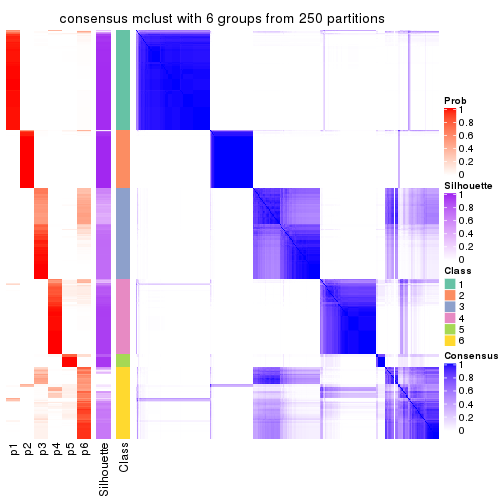 consensus mclust with 6 groups from 250 partitions
Prob
1
0.8
0.6
0.4
0.2
0
Silhouette
1
0.8
0.6
0.4
0.2
0
Class
1
2
3
4
5
6
Consensus
1
0.8
0.6
0.4
0.2
0
p1
p2
p3
p4
p5
p6
Silhouette
Class